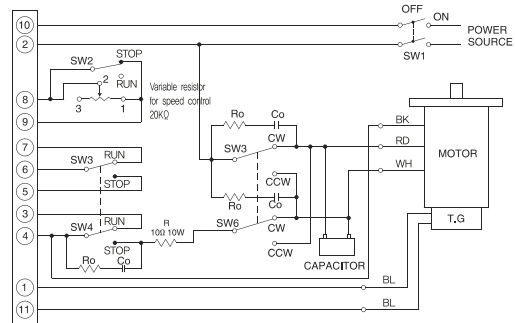 OFF
10
ON
POWER
SOURCE
2
SW1
STOP
SW2
2
RUN
Variable resistor
for speed control
20KΩ
8
3
1
9
Ro
Co
BK
7
RUN
SW3
CW
RD
MOTOR
SW3
6
WH
STOP
5
CCW
Ro
Co
3
RUN
SW4
R
10Ω 10W
SW6
CW
T.G
4
STOP
Ro
Co
CCW
CAPACITOR
1
BL
11
BL